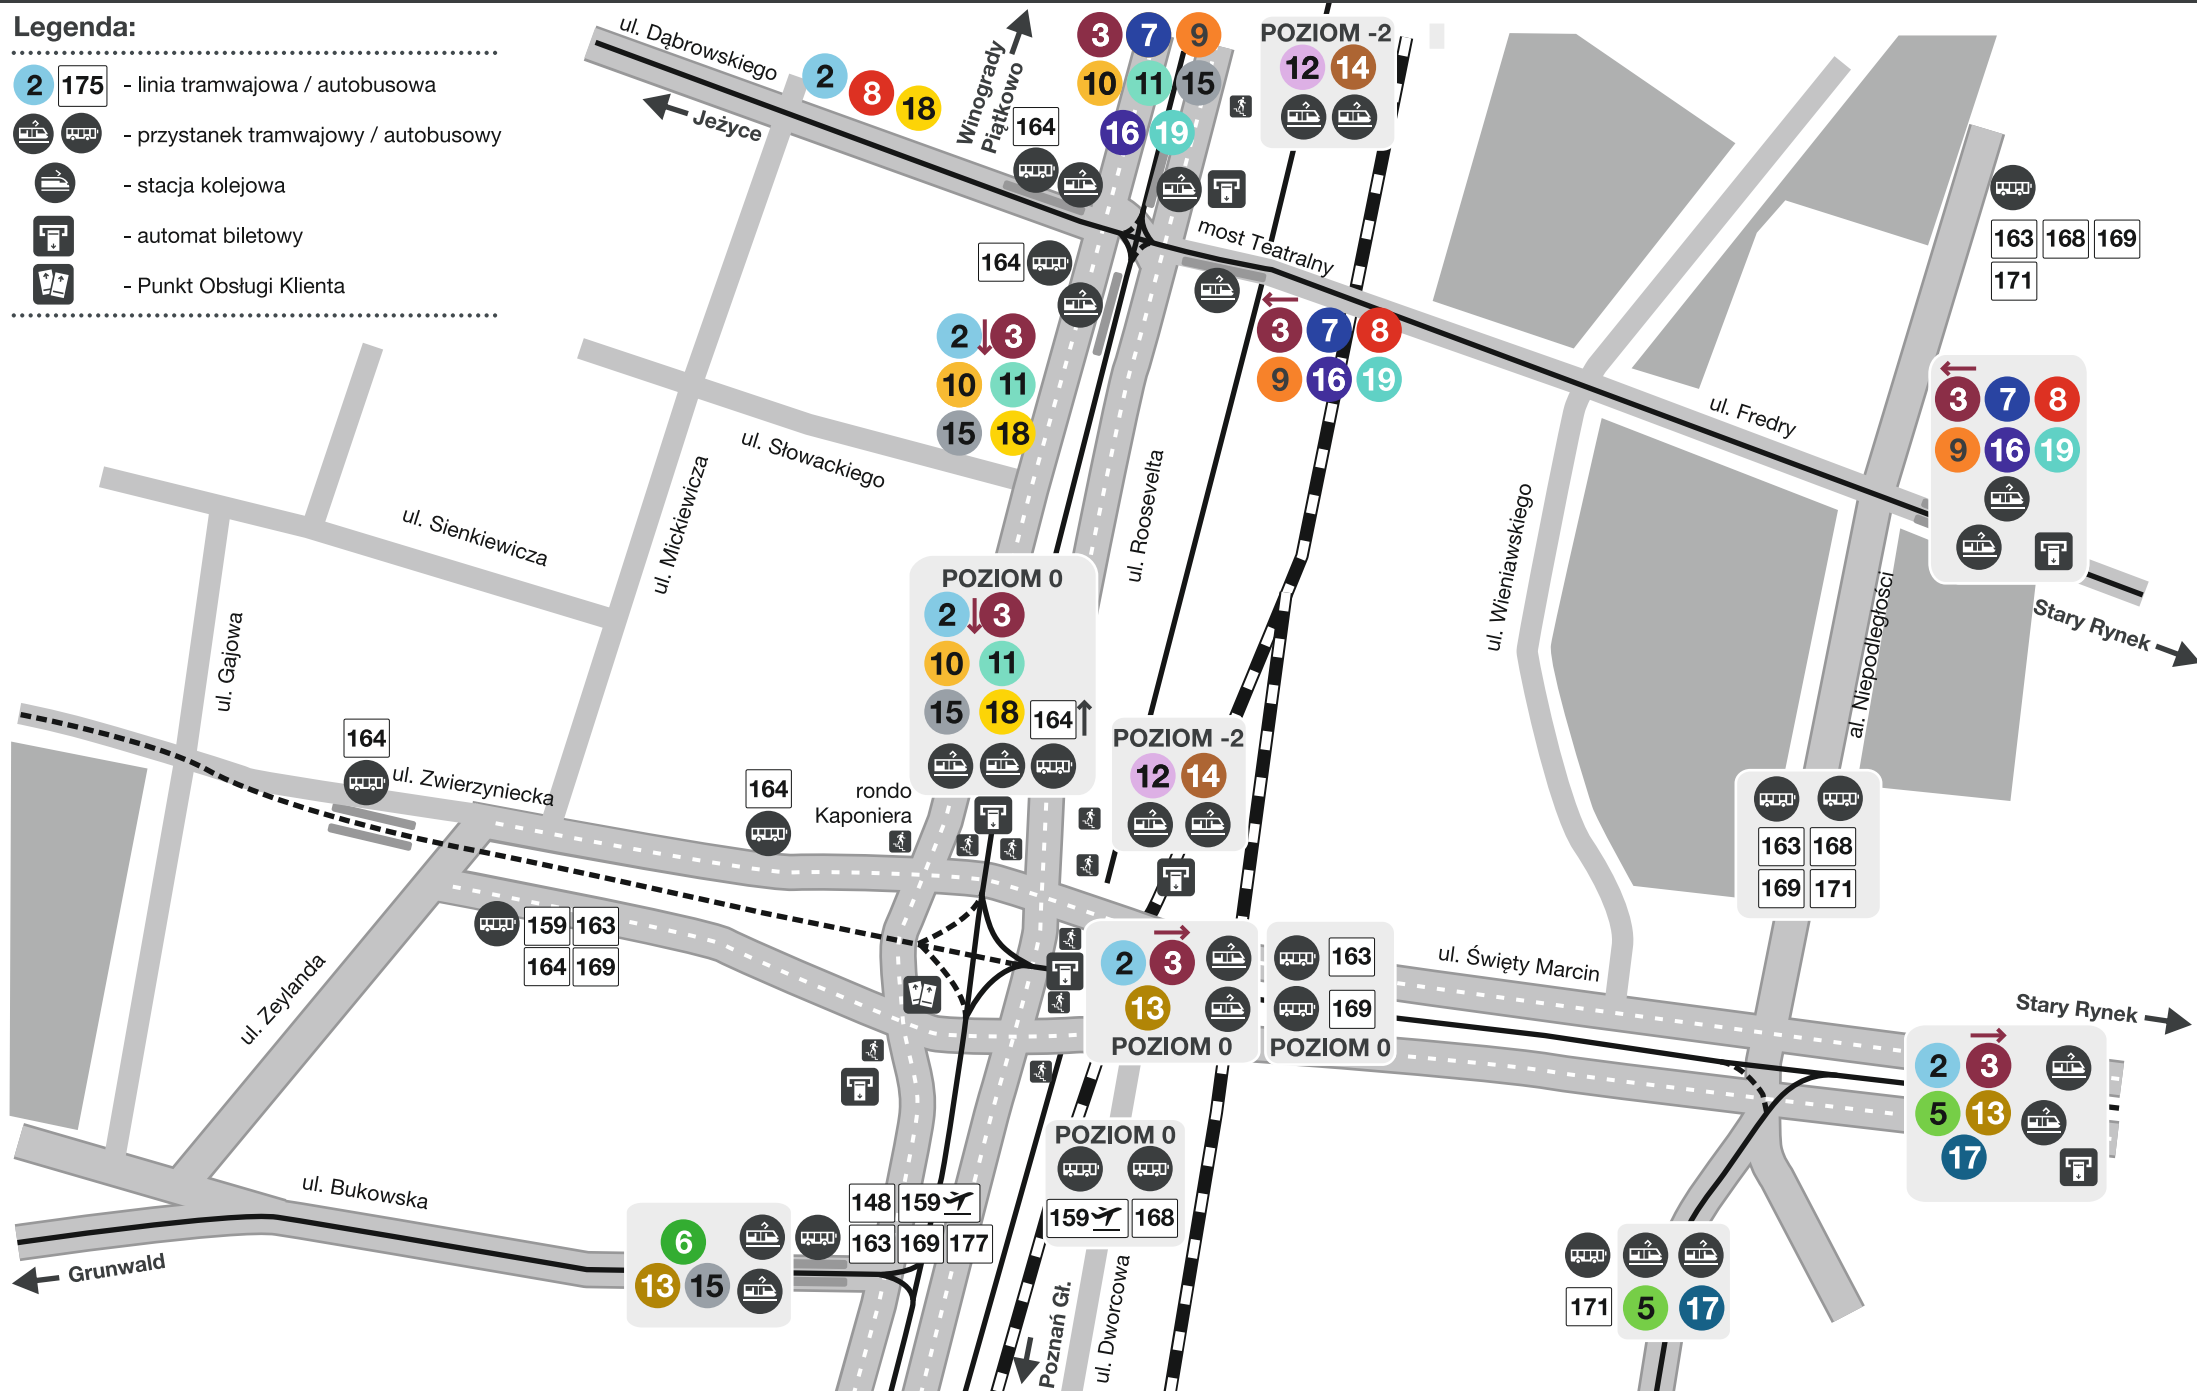 Legenda:
2 175 - linia tramwajowa / autobusowa
- przystanek tramwajowy / autobusowy
- stacja kolejowa
- automat biletowy
- Punkt Obsługi Klienta
ul. Dąbrowskiego
2 8 18
Jeżyce
Winogrady
Piątkowo
164
3 7 9
10 11 15
16 19
POZIOM -2
12 14
most Teatralny
164
2 3
10 11
15 18
3 7 8
9 16 19
163 168 169
171
3 7 8
9 16 19
ul. Fredry
Stary Rynek
ul. Słowackiego
ul. Mickiewicza
ul. Sienkiewicza
ul. Gajowa
ul. Roosevelta
ul. Wieniawskiego
al. Niepodległości
POZIOM 0
2 3
10 11
15 18 164
POZIOM -2
12 14
164
ul. Zwierzyniecka
164
rondo
Kaponiera
163 168
169 171
159 163
164 169
ul. Zeylanda
2 3
13
POZIOM 0
163
169
POZIOM 0
ul. Święty Marcin
Stary Rynek
2 3
5 13
17
POZIOM 0
159 168
ul. Bukowska
Grunwald
6
13 15
148 159
163 169 177
Poznań Gł.
ul. Dworcowa
171 5 17